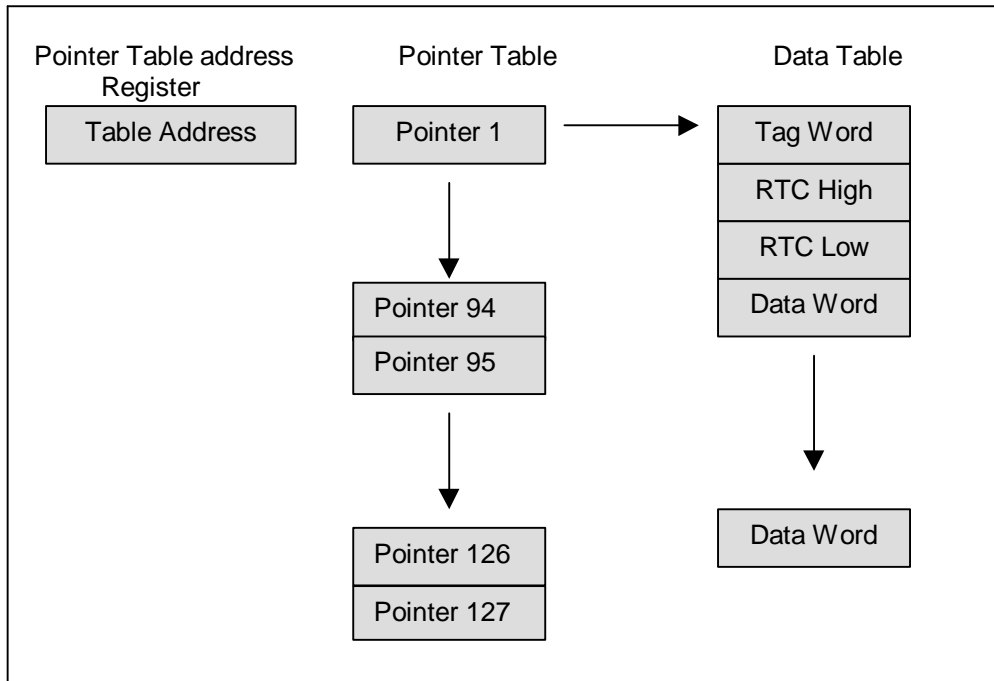 Pointer Table address
Register
Table Address
Pointer Table
Pointer 1
Pointer 94
Pointer 95
Pointer 126
Pointer 127
Data Table
Tag Word
RTC High
RTC Low
Data Word
Data Word